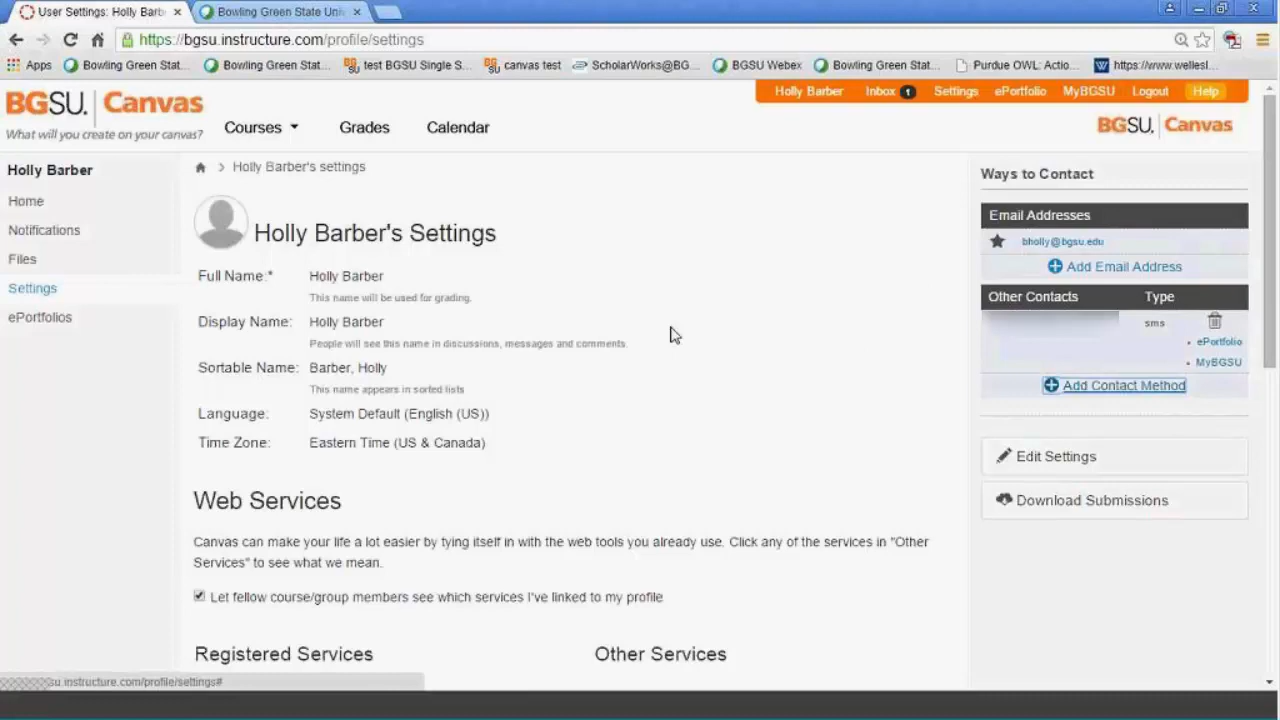 User Settings: Holly Barb
Bowling Green State Uni
https://bgsu.instructure.com/profile/settings
Apps
Bowling Green Stat...
Bowling Green Stat...
test BGSU Single S...
canvas test
ScholarWorks@BG...
BGSU Webex
Bowling Green Stat...
Purdue OWL: Actio...
https://www.wellesl...
Holly Barber
Inbox 1
Settings
ePortfolio
MyBGSU
Logout
Help
BGSU. Canvas
What will you create on your canvas?
Courses
Grades
Calendar
BGSU. Canvas
Holly Barber
Home
Notifications
Files
Settings
ePortfolios
Holly Barber's settings
Holly Barber's Settings
Full Name:* Holly Barber
This name will be used for grading.
Display Name: Holly Barber
People will see this name in discussions, messages and comments.
Sortable Name: Barber, Holly
This name appears in sorted lists
Language: System Default (English (US))
Time Zone: Eastern Time (US & Canada)
Web Services
Canvas can make your life a lot easier by tying itself in with the web tools you already use. Click any of the services in "Other
Services" to see what we mean.
Let fellow course/group members see which services I've linked to my profile
Registered Services
Other Services
Ways to Contact
Email Addresses
bholly@bgsu.edu
Add Email Address
Other Contacts Type
sms
ePortfolio
MyBGSU
Add Contact Method
Edit Settings
Download Submissions
su.instructure.com/profile/settings#